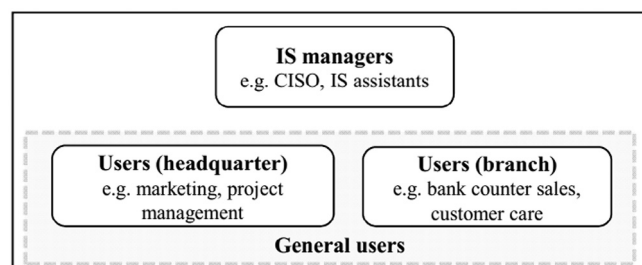 IS managers
e.g. CISO, IS assistants
Users (headquarter)
e.g. marketing, project
management
Users (branch)
e.g. bank counter sales,
customer care
General users